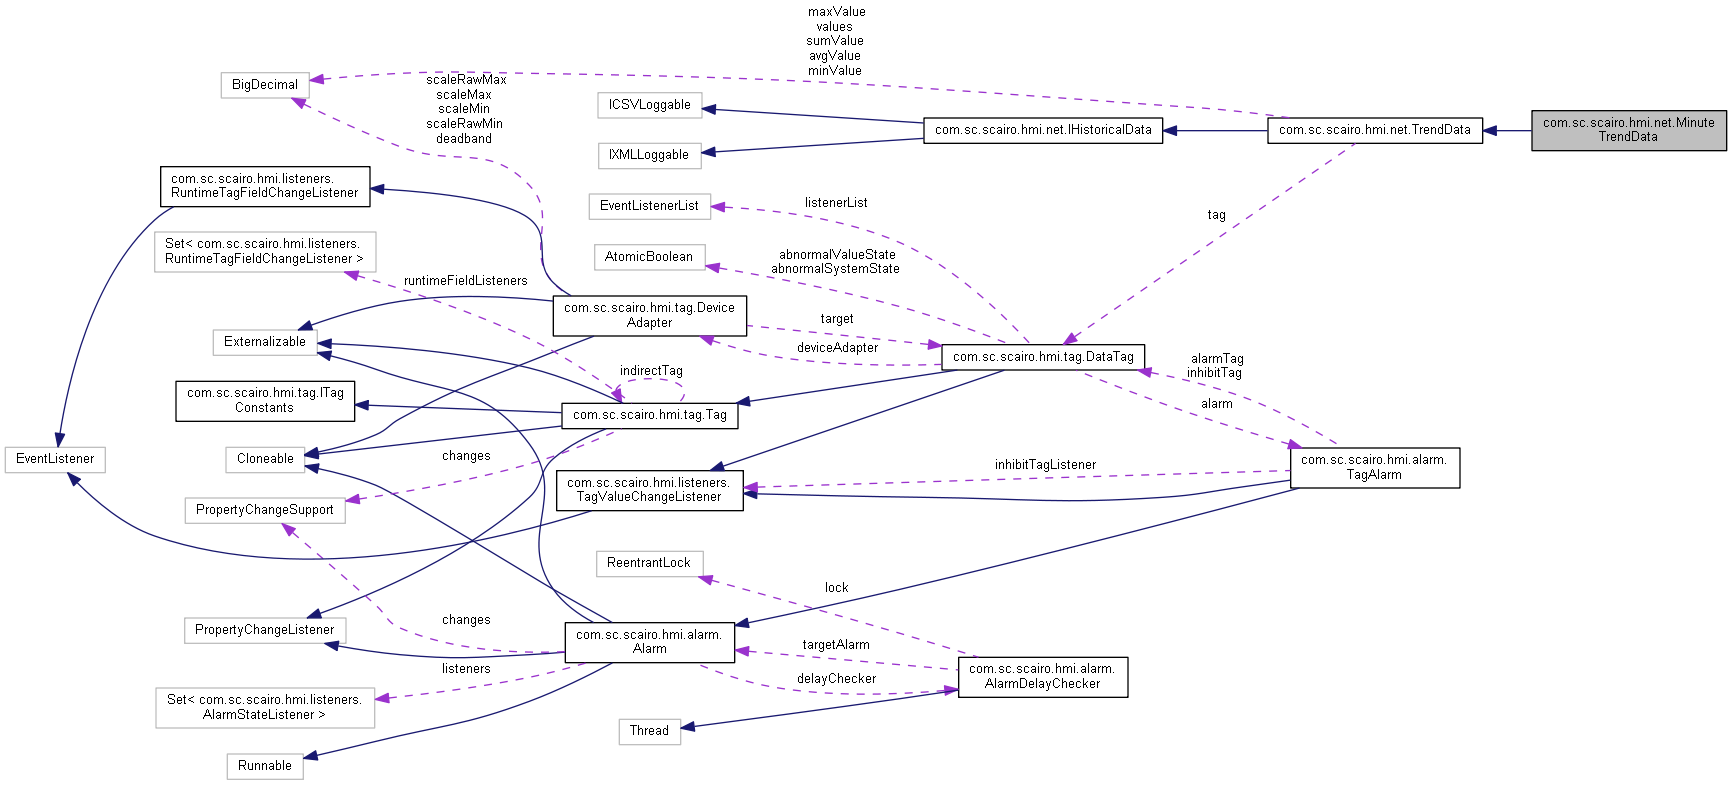 maxValue
values
sumValue
avgValue
minValue
BigDecimal
scaleRawMax
scaleMax
scaleMin
scaleRawMin
deadband
ICSVLoggable
com.sc.scairo.hmi.net.IHistoricalData
com.sc.scairo.hmi.net.TrendData
com.sc.scairo.hmi.net.Minute
TrendData
IXMLLoggable
com.sc.scairo.hmi.listeners.
RuntimeTagFieldChangeListener
EventListenerList
listenerList
tag
Set< com.sc.scairo.hmi.listeners.
RuntimeTagFieldChangeListener >
AtomicBoolean
abnormalValueState
abnormalSystemState
runtimeFieldListeners
com.sc.scairo.hmi.tag.Device
Adapter
target
Externalizable
deviceAdapter
com.sc.scairo.hmi.tag.DataTag
alarmTag
inhibitTag
indirectTag
com.sc.scairo.hmi.tag.ITag
Constants
com.sc.scairo.hmi.tag.Tag
alarm
EventListener
Cloneable
changes
inhibitTagListener
com.sc.scairo.hmi.alarm.
TagAlarm
com.sc.scairo.hmi.listeners.
TagValueChangeListener
PropertyChangeSupport
ReentrantLock
lock
PropertyChangeListener
changes
com.sc.scairo.hmi.alarm.
Alarm
targetAlarm
listeners
delayChecker
com.sc.scairo.hmi.alarm.
AlarmDelayChecker
Set< com.sc.scairo.hmi.listeners.
AlarmStateListener >
Thread
Runnable